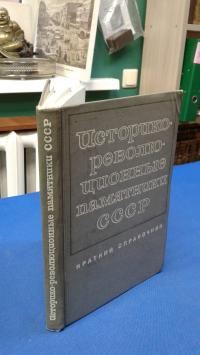 Историко-революционные памятники СССР
Историко-
револю-
ционные
памятники
СССР
КРАТКИЙ СПРАВОЧНИК